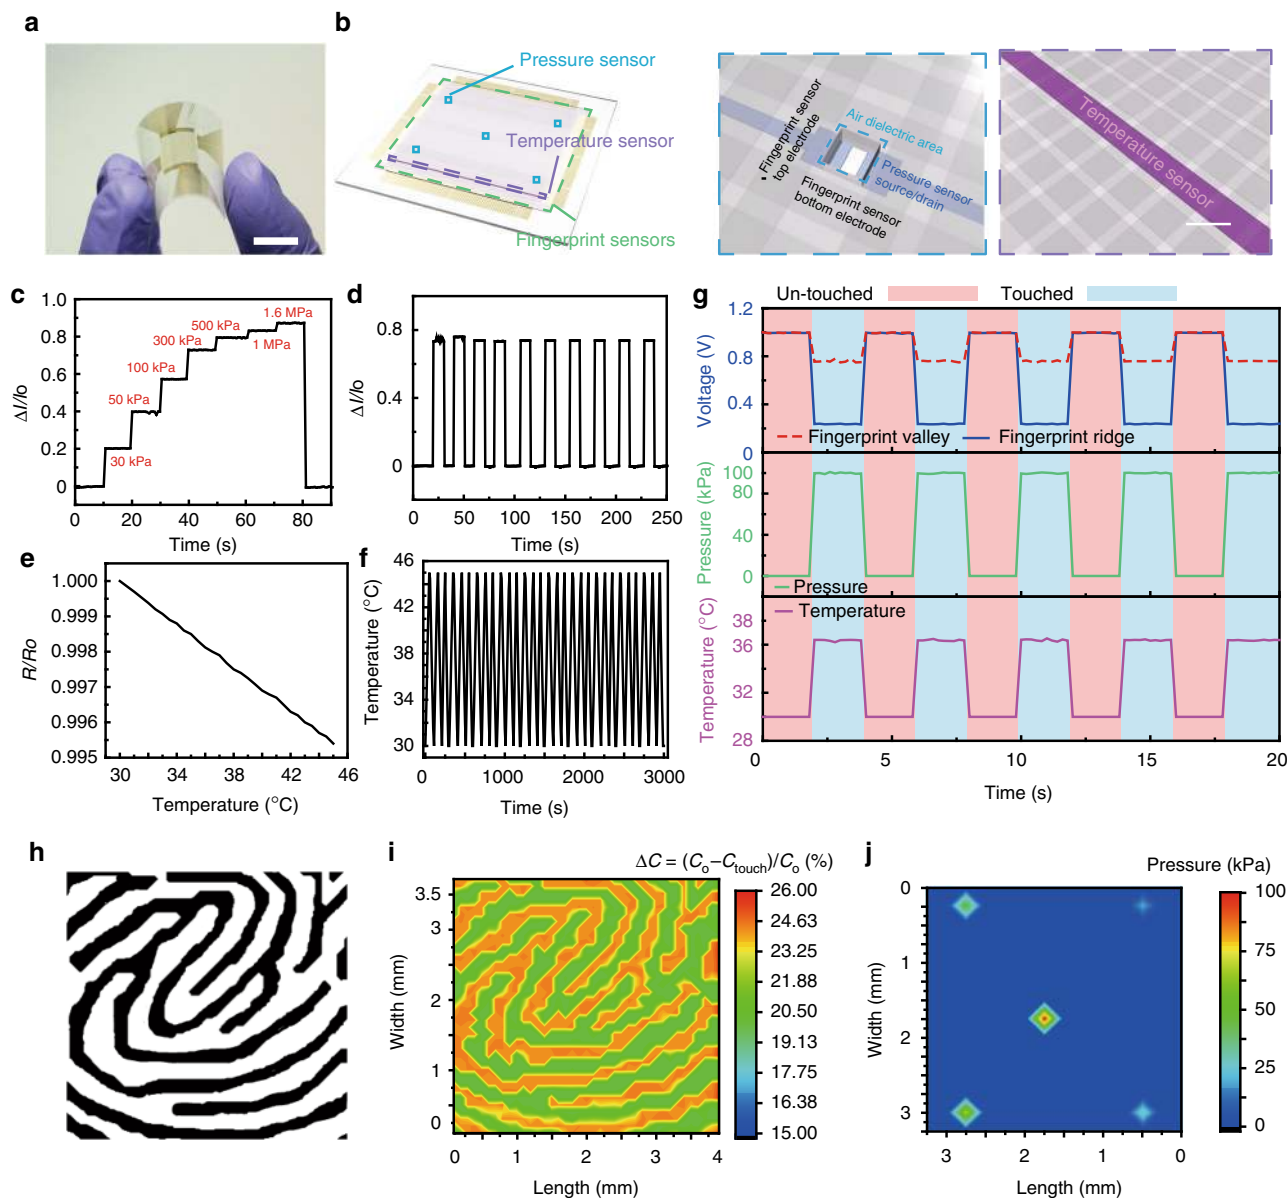 a
b
Pressure sensor
Temperature sensor
Fingerprint sensors
Fingerprint sensor
top electrode
Air dielectric area
Pressure sensor
source/drain
Fingerprint sensor
bottom electrode
Temperature sensor
c
ΔI/Io
1.0
0.8
0.6
0.4
0.2
0
30 kPa
50 kPa
100 kPa
300 kPa
500 kPa
1 MPa
1.6 MPa
0 20 40 60 80
Time (s)
d
ΔI/Io
0.8
0.4
0
0 50 100 150 200 250
Time (s)
e
R/Ro
1.000
0.999
0.998
0.997
0.996
0.995
30 34 38 42 46
Temperature (°C)
f
Temperature (°C)
46
42
38
34
30
0 1000 2000 3000
Time (s)
g
Un-touched Touched
Voltage (V)
1.2
0.8
0.4
0
Fingerprint valley Fingerprint ridge
Pressure (kPa)
100
80
40
0
Pressure
Temperature (°C)
38
36
32
28
Temperature
0 5 10 15 20
Time (s)
h
i
ΔC = (Co–Ctouch)/Co (%)
Width (mm)
3.5
3
2
1
0
0 1 2 3 4
Length (mm)
26.00
24.63
23.25
21.88
20.50
19.13
17.75
16.38
15.00
j
Pressure (kPa)
Width (mm)
0
1
2
3
3 2 1 0
Length (mm)
100
75
50
25
0